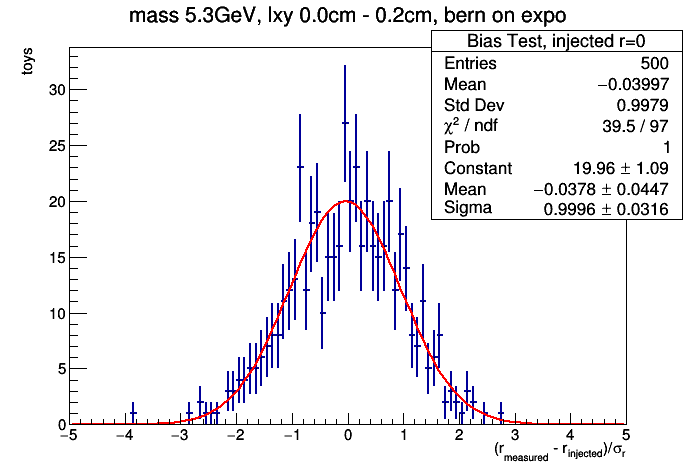 mass 5.3GeV, lxy 0.0cm - 0.2cm, bern on expo
Bias Test, injected r=0
Entries 500
Mean −0.03997
Std Dev 0.9979
χ² / ndf 39.5 / 97
Prob 1
Constant 19.96 ± 1.09
Mean −0.0378 ± 0.0447
Sigma 0.9996 ± 0.0316
toys
30
25
20
15
10
5
0
−5 −4 −3 −2 −1 0 1 2 3 4 5
(r_measured - r_injected)/σ_r